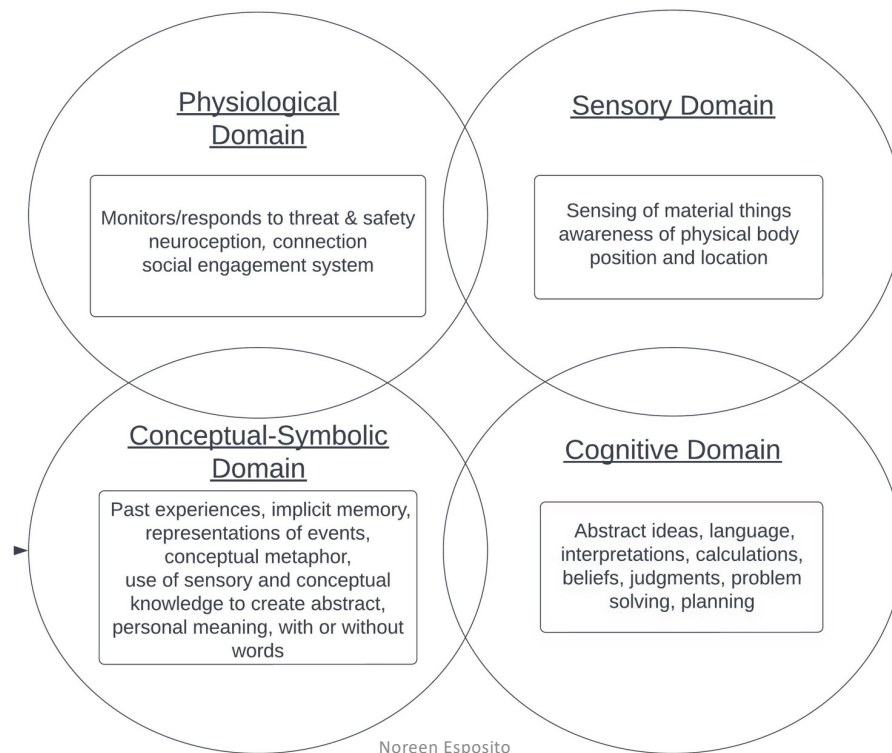 Physiological
Domain
Monitors/responds to threat & safety
neuroception, connection
social engagement system
Sensory Domain
Sensing of material things
awareness of physical body
position and location
Conceptual-Symbolic
Domain
Past experiences, implicit memory,
representations of events,
conceptual metaphor,
use of sensory and conceptual
knowledge to create abstract,
personal meaning, with or without
words
Cognitive Domain
Abstract ideas, language,
interpretations, calculations,
beliefs, judgments, problem
solving, planning
Noreen Esposito